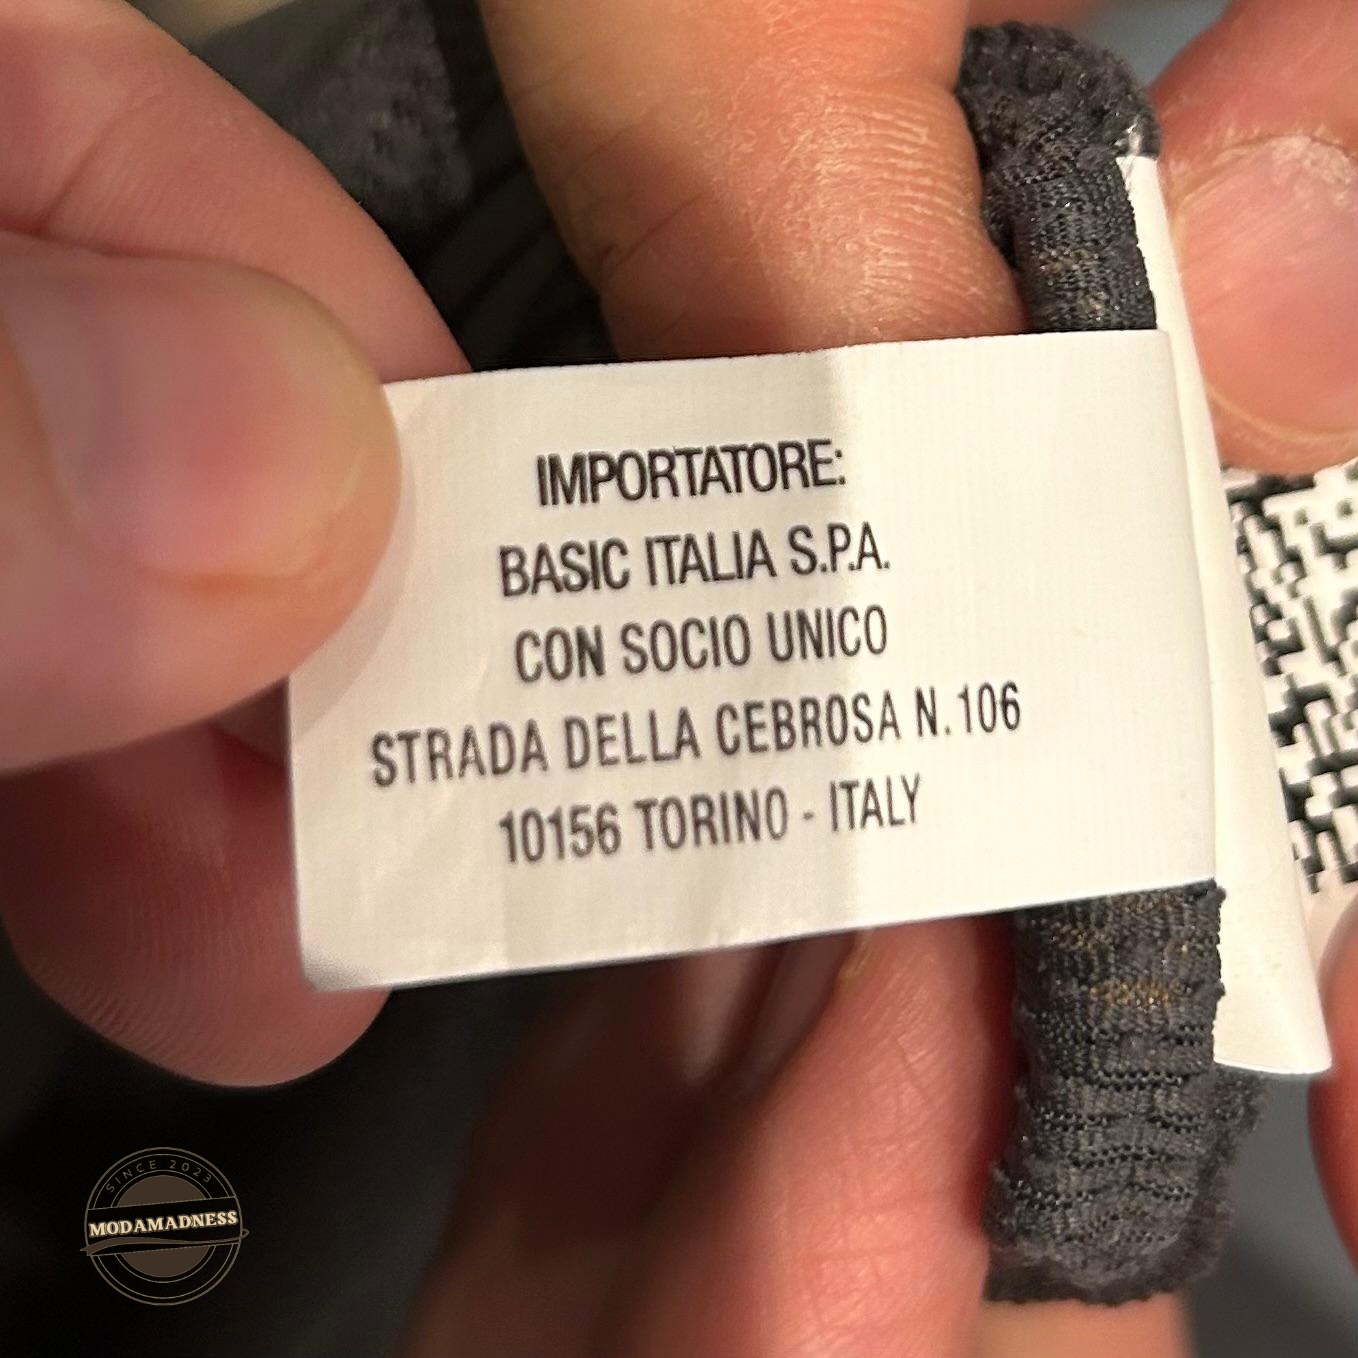 IMPORTATORE:
BASIC ITALIA S.P.A.
CON SOCIO UNICO
STRADA DELLA CEBROSA N. 106
10156 TORINO - ITALY
SINCE 2023
MODAMADNESS